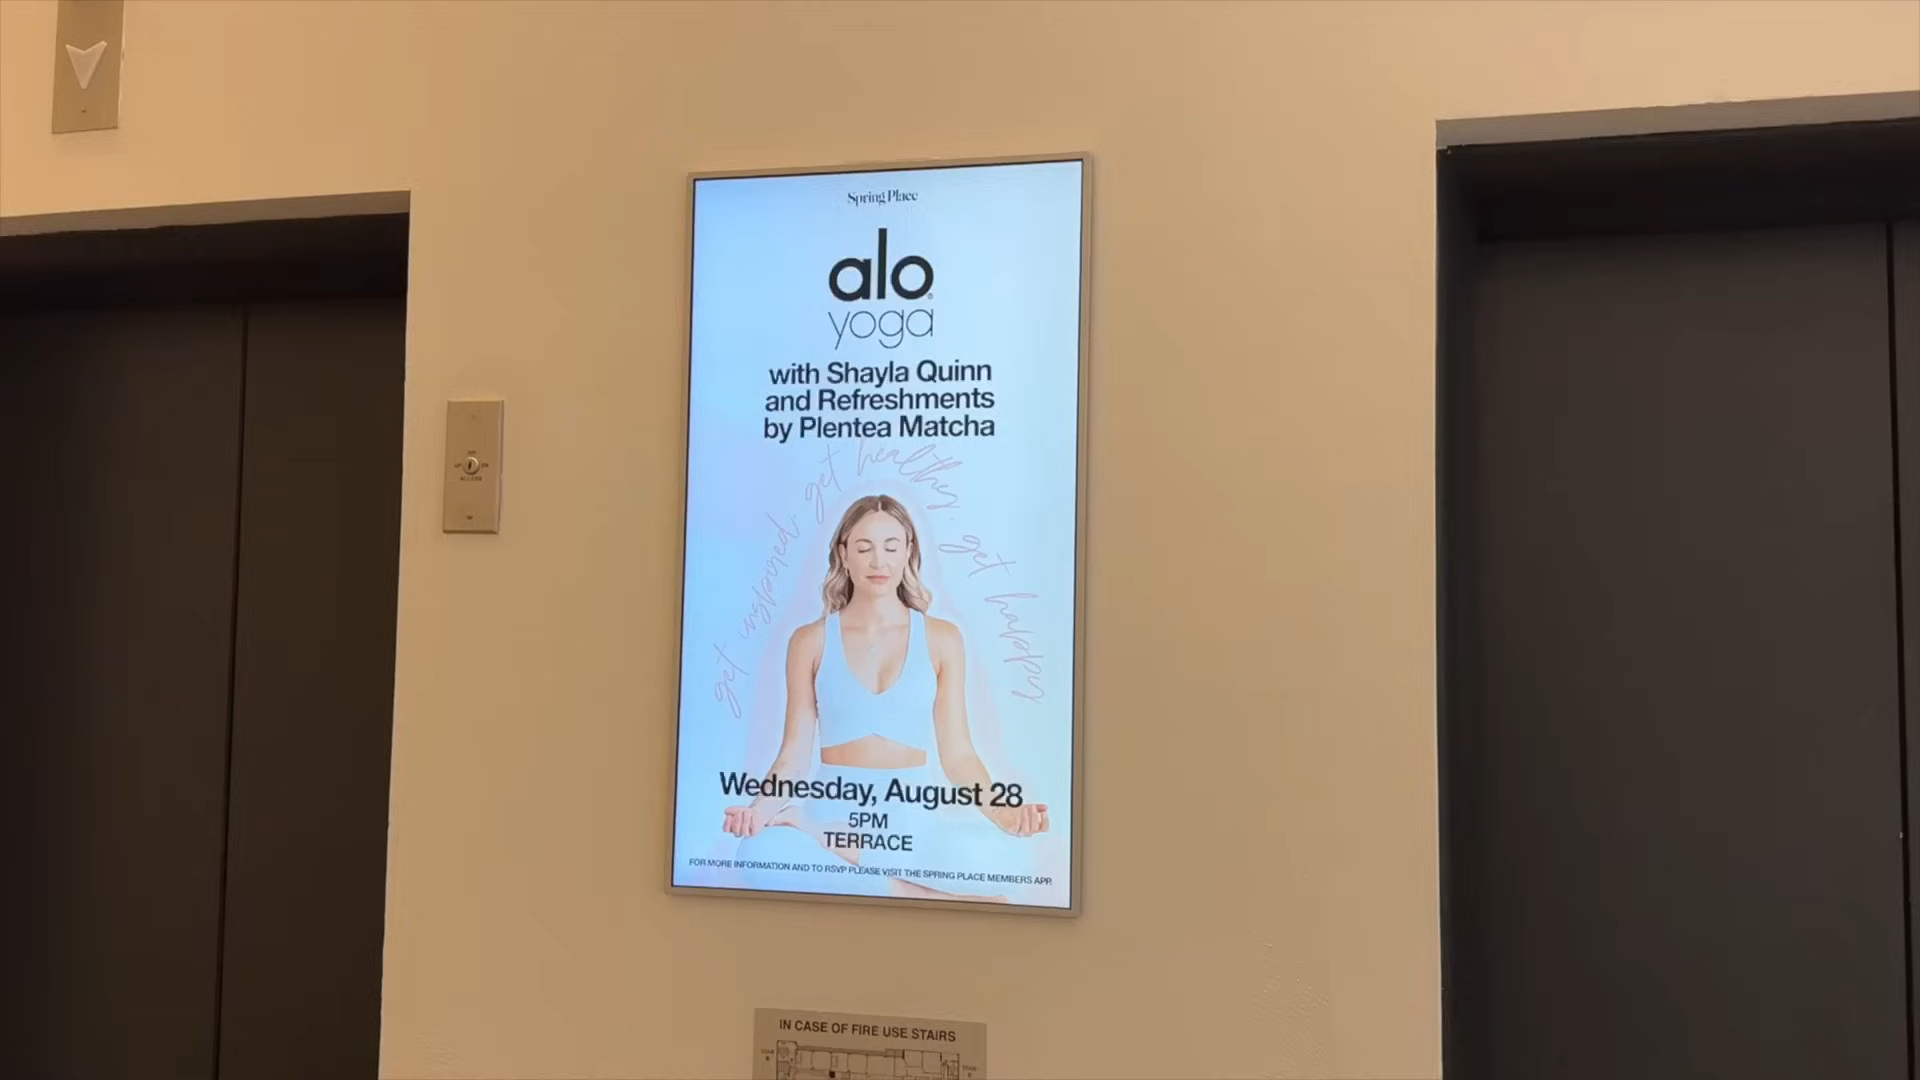 Spring Place
alo
yoga
with Shayla Quinn
and Refreshments
by Plentea Matcha
get inspired. get healthy. get happy
Wednesday, August 28
5PM
TERRACE
FOR MORE INFORMATION AND TO RSVP PLEASE VISIT THE SPRING PLACE MEMBERS APP.
ACCESS
IN CASE OF FIRE USE STAIRS